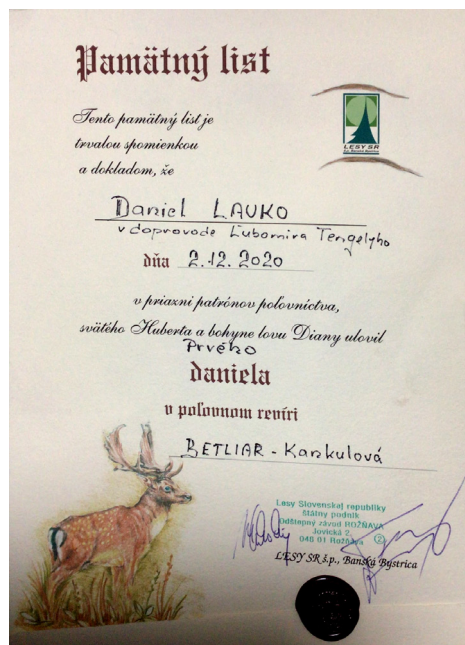 Pamätný list
Tento pamätný list je
trvalou spomienkou
a dokladom, že
LESY SR
Daniel LAUKO
v doprovode Ľubomíra Tengelyho
dňa 2.12. 2020
v priazni patrónov poľovníctva,
svätého Huberta a bohyne lovu Diany ulovil
Prvého
daniela
v poľovnom revíri
BETLIAR - Kankulová
Lesy Slovenskej republiky
štátny podnik
Odštepný závod ROŽŇAVA
Jovická 2,
048 01 Rožňava 2
LESY SR š.p., Banská Bystrica